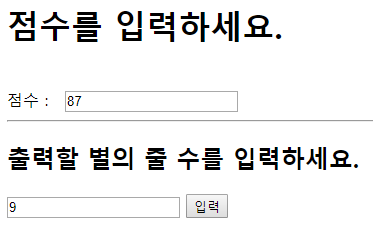 점수를 입력하세요.
점수 : 87
출력할 별의 줄 수를 입력하세요.
9 입력